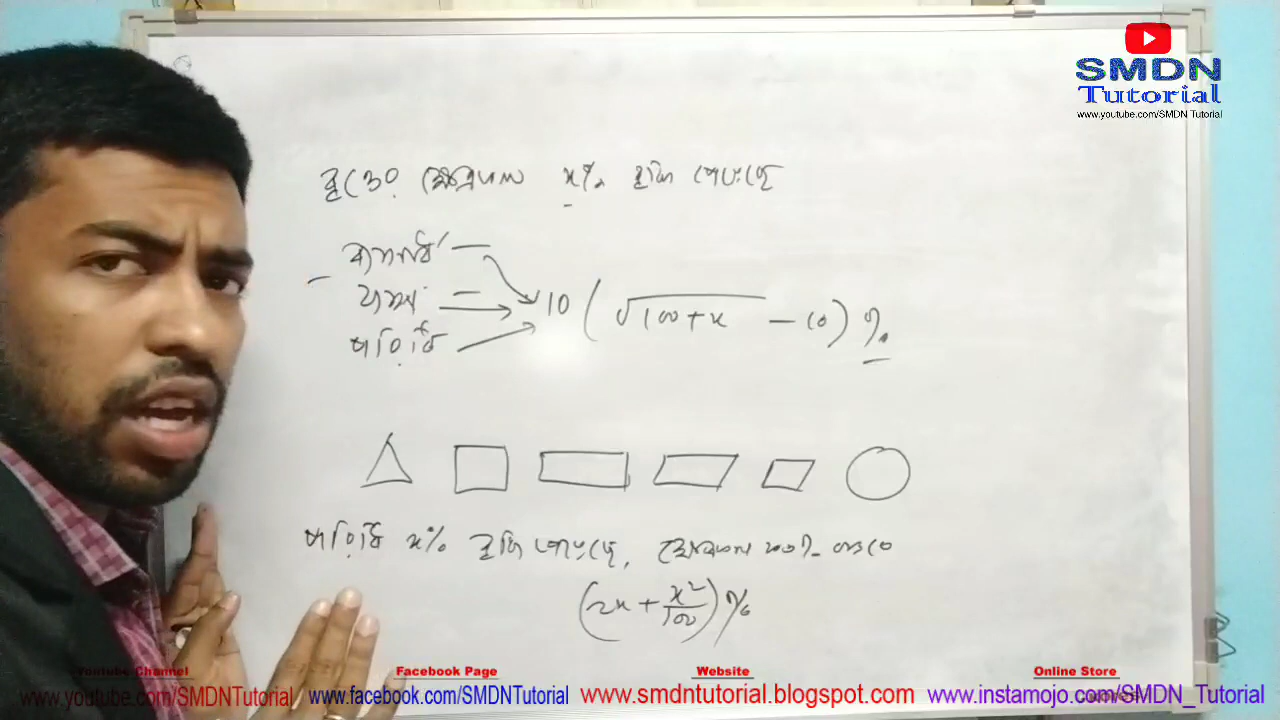 SMDN
Tutorial
www.youtube.com/SMDN Tutorial
বৃত্তের ক্ষেত্রফল x% বৃদ্ধি পেয়েছে
ব্যাসার্ধ
ব্যাস
পরিধি
10 ( √100+x - 10 ) %
পরিধি x% বৃদ্ধি পেয়েছে, ক্ষেত্রফল
(2x + x²/100) %
Youtube Channel
Facebook Page
Website
Online Store
www.youtube.com/SMDNTutorial
www.facebook.com/SMDNTutorial
www.smdntutorial.blogspot.com
www.instamojo.com/SMDN_Tutorial